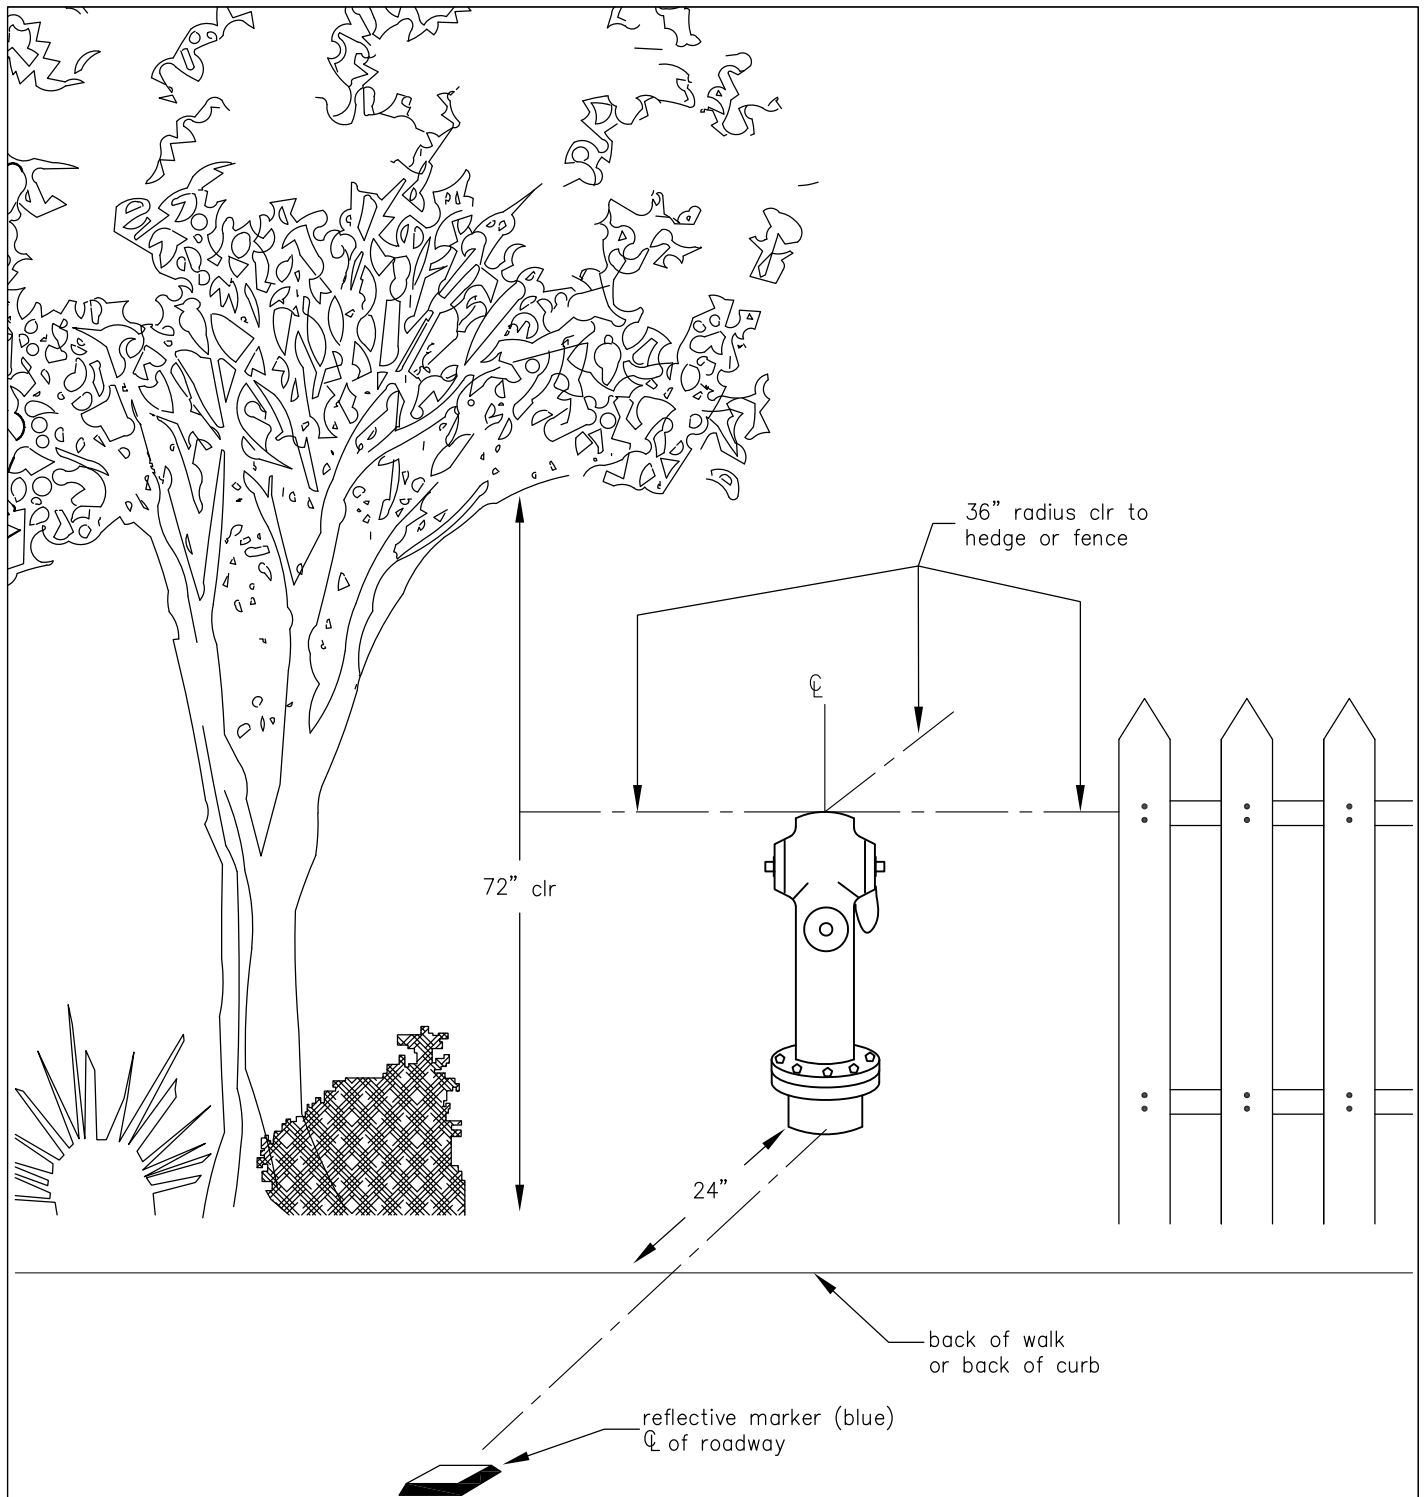 36” radius clr to
hedge or fence
℄
72” clr
24”
back of walk
or back of curb
reflective marker (blue)
℄ of roadway